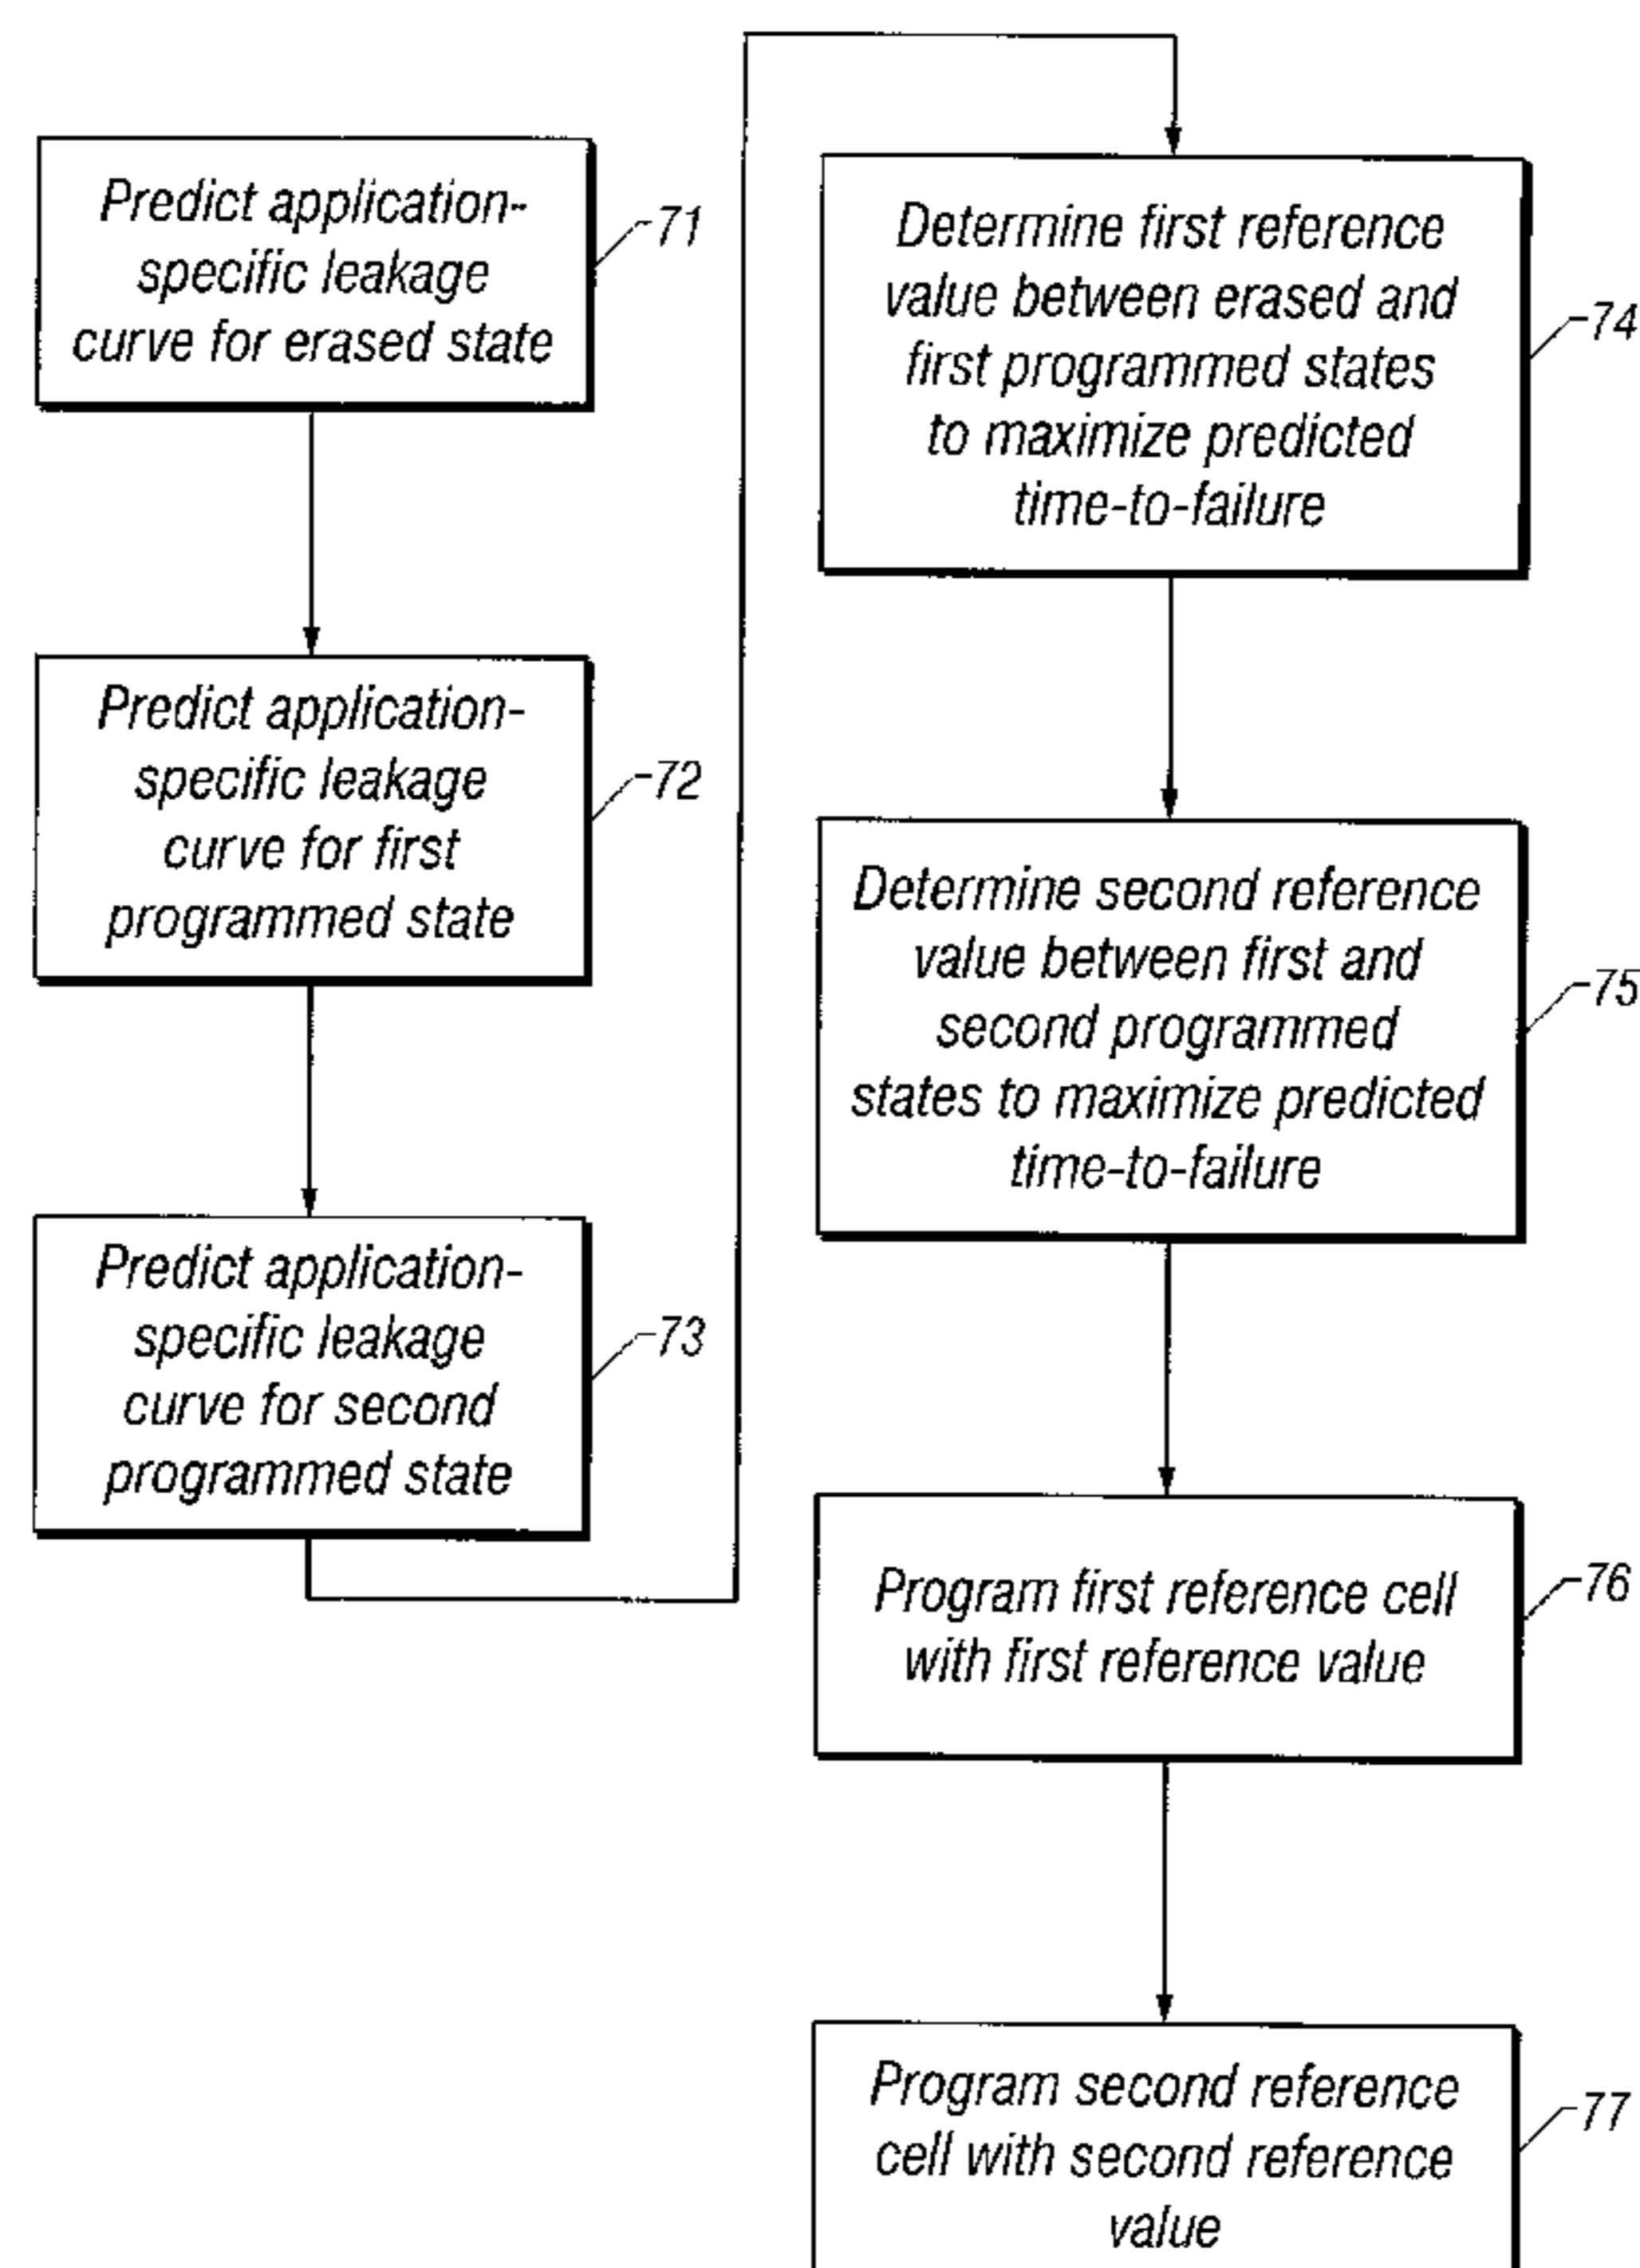 Predict application-
specific leakage
curve for erased state
71
Predict application-
specific leakage
curve for first
programmed state
72
Predict application-
specific leakage
curve for second
programmed state
73
Determine first reference
value between erased and
first programmed states
to maximize predicted
time-to-failure
74
Determine second reference
value between first and
second programmed
states to maximize predicted
time-to-failure
75
Program first reference cell
with first reference value
76
Program second reference
cell with second reference
value
77